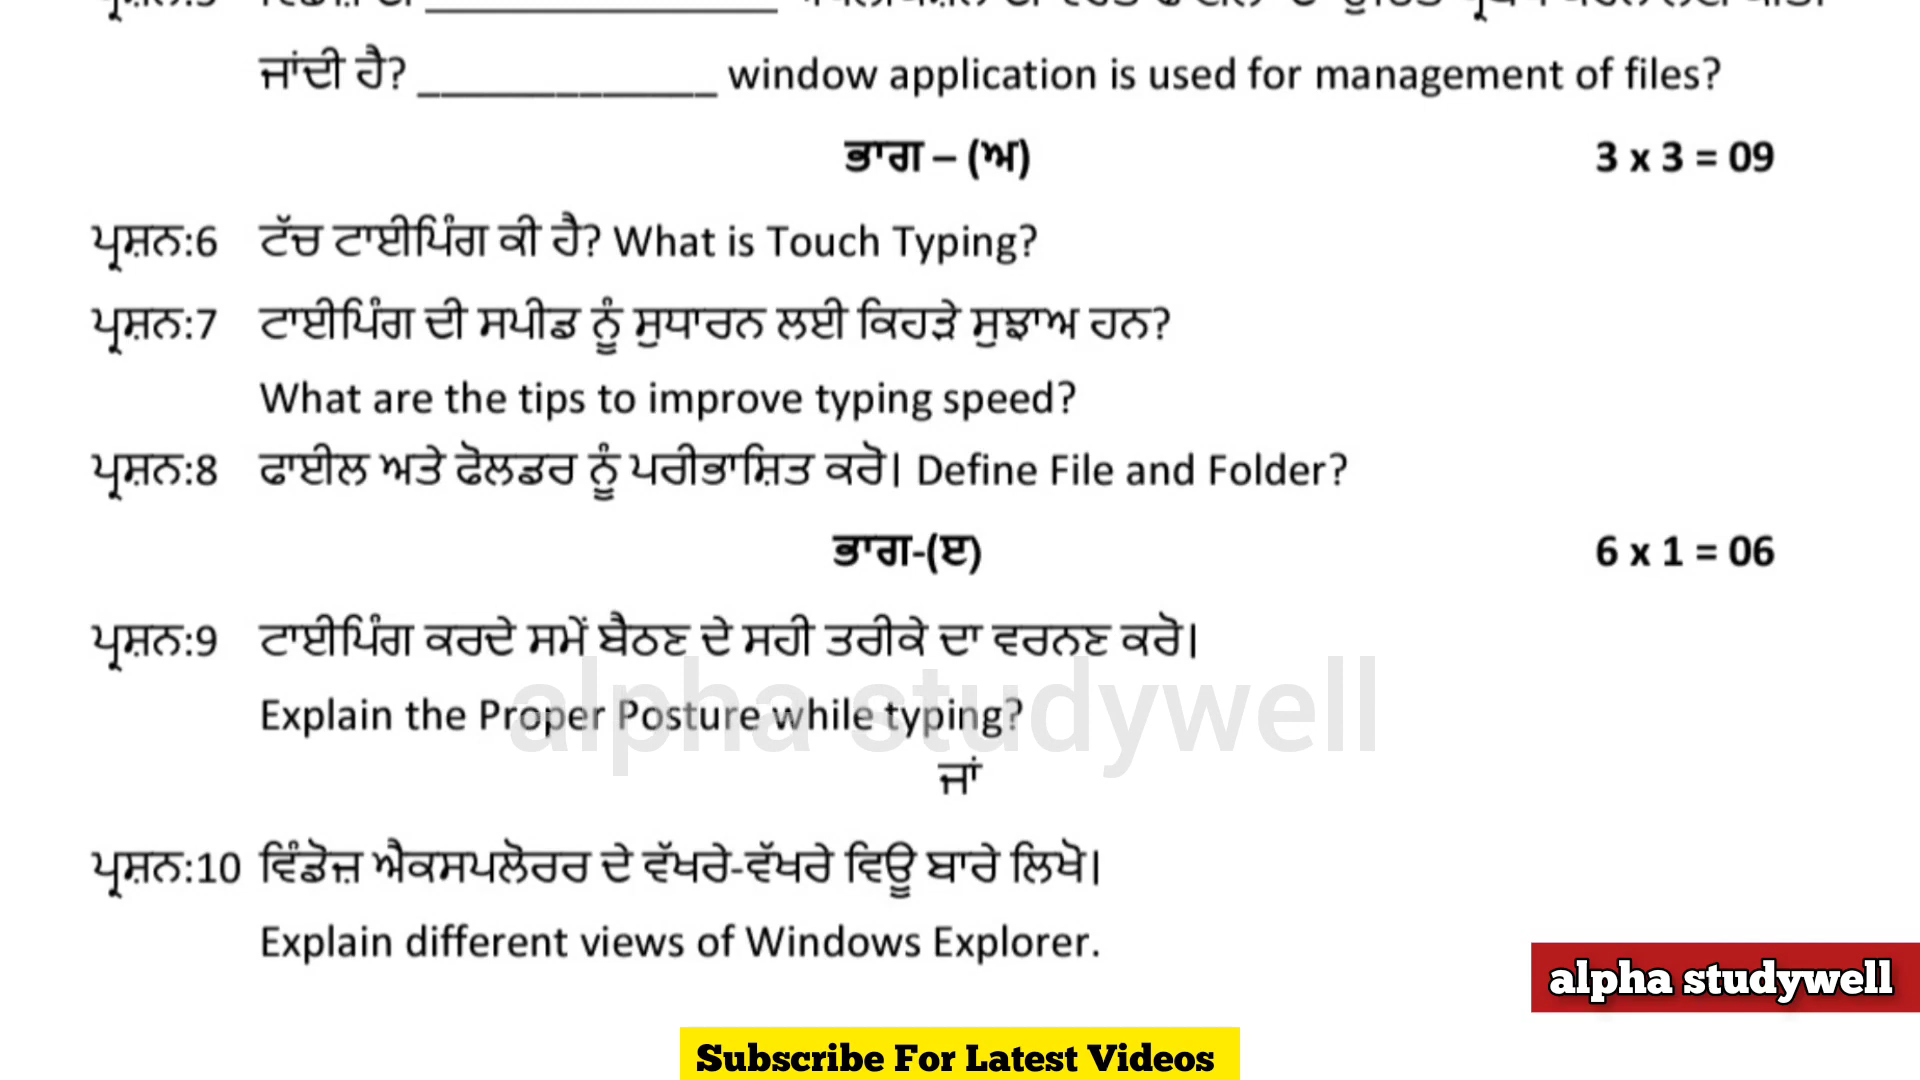 ਜਾਂਦੀ ਹੈ? _____________ window application is used for management of files?
ਭਾਗ – (ਅ) 3 x 3 = 09
ਪ੍ਰਸ਼ਨ:6 ਟੱਚ ਟਾਈਪਿੰਗ ਕੀ ਹੈ? What is Touch Typing?
ਪ੍ਰਸ਼ਨ:7 ਟਾਈਪਿੰਗ ਦੀ ਸਪੀਡ ਨੂੰ ਸੁਧਾਰਨ ਲਈ ਕਿਹੜੇ ਸੁਝਾਅ ਹਨ?
What are the tips to improve typing speed?
ਪ੍ਰਸ਼ਨ:8 ਫਾਈਲ ਅਤੇ ਫੋਲਡਰ ਨੂੰ ਪਰੀਭਾਸ਼ਿਤ ਕਰੋ। Define File and Folder?
ਭਾਗ-(ੲ) 6 x 1 = 06
ਪ੍ਰਸ਼ਨ:9 ਟਾਈਪਿੰਗ ਕਰਦੇ ਸਮੇਂ ਬੈਠਣ ਦੇ ਸਹੀ ਤਰੀਕੇ ਦਾ ਵਰਨਣ ਕਰੋ।
alpha studywell
Explain the Proper Posture while typing?
ਜਾਂ
ਪ੍ਰਸ਼ਨ:10 ਵਿੰਡੋਜ਼ ਐਕਸਪਲੋਰਰ ਦੇ ਵੱਖਰੇ-ਵੱਖਰੇ ਵਿਊ ਬਾਰੇ ਲਿਖੋ।
Explain different views of Windows Explorer.
alpha studywell
Subscribe For Latest Videos